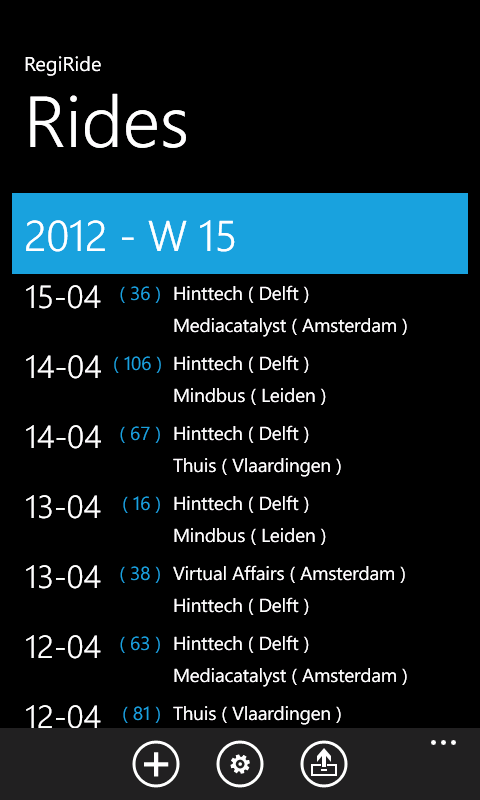 RegiRide
Rides
2012 - W 15
15-04 ( 36 ) Hinttech ( Delft )
Mediacatalyst ( Amsterdam )
14-04 ( 106 ) Hinttech ( Delft )
Mindbus ( Leiden )
14-04 ( 67 ) Hinttech ( Delft )
Thuis ( Vlaardingen )
13-04 ( 16 ) Hinttech ( Delft )
Mindbus ( Leiden )
13-04 ( 38 ) Virtual Affairs ( Amsterdam )
Hinttech ( Delft )
12-04 ( 63 ) Hinttech ( Delft )
Mediacatalyst ( Amsterdam )
12-04 ( 81 ) Thuis ( Vlaardingen )